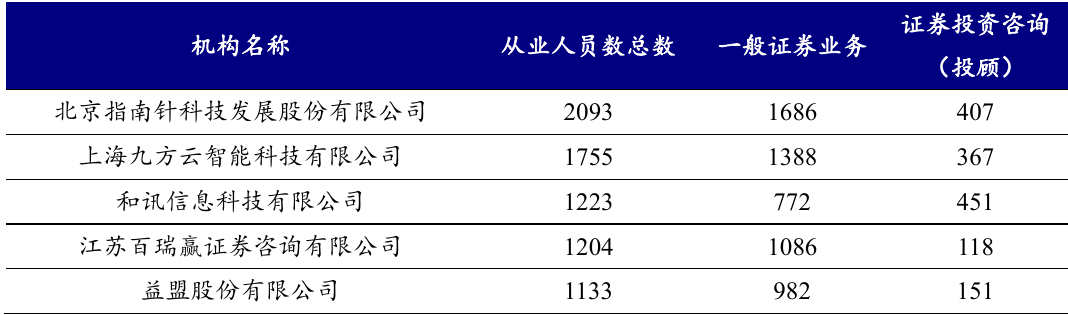 机构名称 从业人员数总数 一般证券业务 证券投资咨询（投顾）
北京指南针科技发展股份有限公司 2093 1686 407
上海九方云智能科技有限公司 1755 1388 367
和讯信息科技有限公司 1223 772 451
江苏百瑞赢证券咨询有限公司 1204 1086 118
益盟股份有限公司 1133 982 151